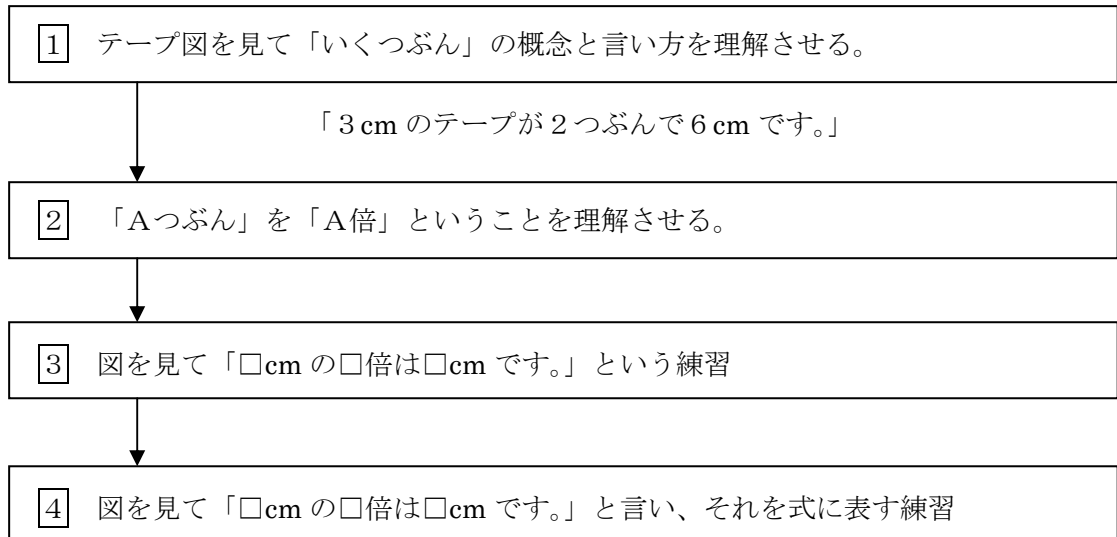 1 テープ図を見て「いくつぶん」の概念と言い方を理解させる。
「３cm のテープが２つぶんで６cm です。」
2 「Ａつぶん」を「Ａ倍」ということを理解させる。
3 図を見て「□cm の□倍は□cm です。」という練習
4 図を見て「□cm の□倍は□cm です。」と言い、それを式に表す練習